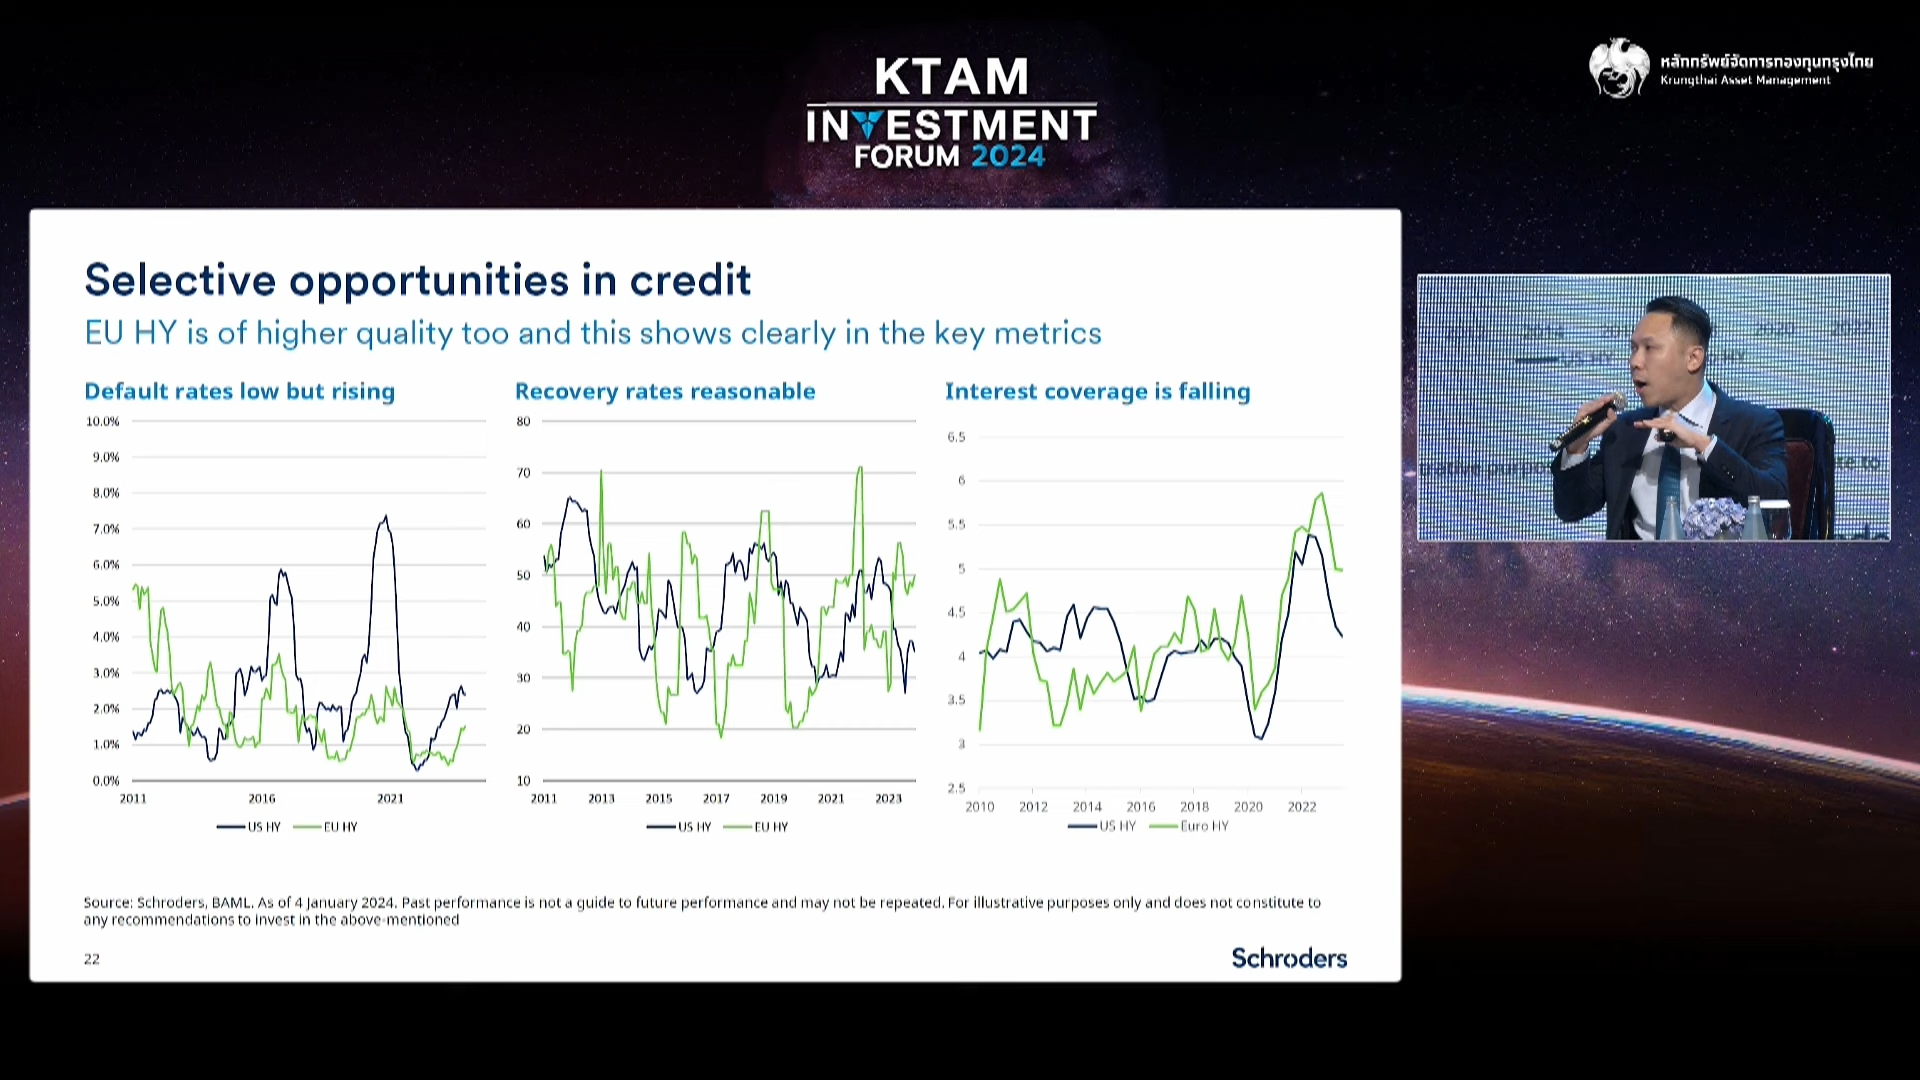 KTAM
INVESTMENT
FORUM 2024
หลักทรัพย์จัดการกองทุนกรุงไทย
Krungthai Asset Management
Selective opportunities in credit
EU HY is of higher quality too and this shows clearly in the key metrics
Default rates low but rising
10.0%
9.0%
8.0%
7.0%
6.0%
5.0%
4.0%
3.0%
2.0%
1.0%
0.0%
2011 2016 2021
US HY EU HY
Recovery rates reasonable
80
70
60
50
40
30
20
10
2011 2013 2015 2017 2019 2021 2023
US HY EU HY
Interest coverage is falling
6.5
6
5.5
5
4.5
4
3.5
3
2.5
2010 2012 2014 2016 2018 2020 2022
US HY Euro HY
2014 2020 2022
US HY HY
Source: Schroders, BAML. As of 4 January 2024. Past performance is not a guide to future performance and may not be repeated. For illustrative purposes only and does not constitute to
any recommendations to invest in the above-mentioned
22
Schroders